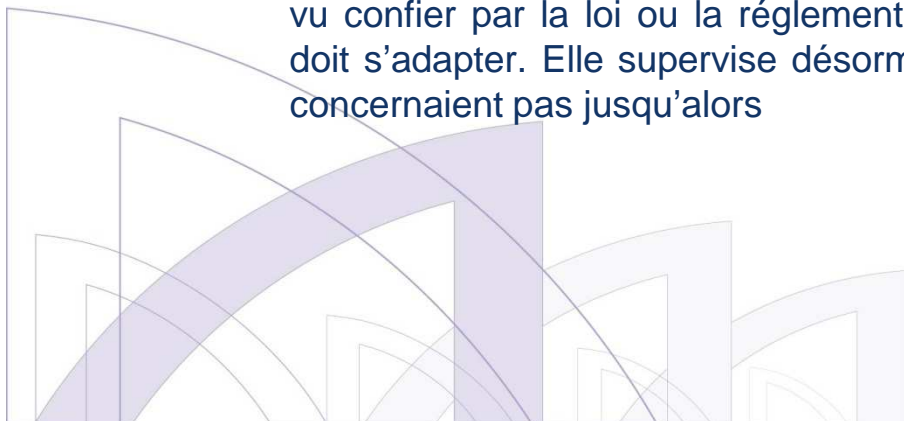 vu confier par la loi ou la réglement
doit s’adapter. Elle supervise désorm
concernaient pas jusqu’alors